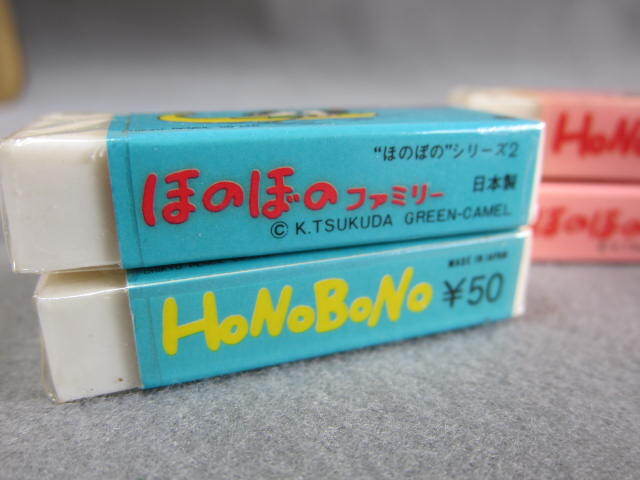 "ほのぼの"シリーズ2
ほのぼの ファミリー 日本製
© K.TSUKUDA GREEN-CAMEL
HoNoBoNo ¥50
MADE IN JAPAN
HoNo
ほのぼの